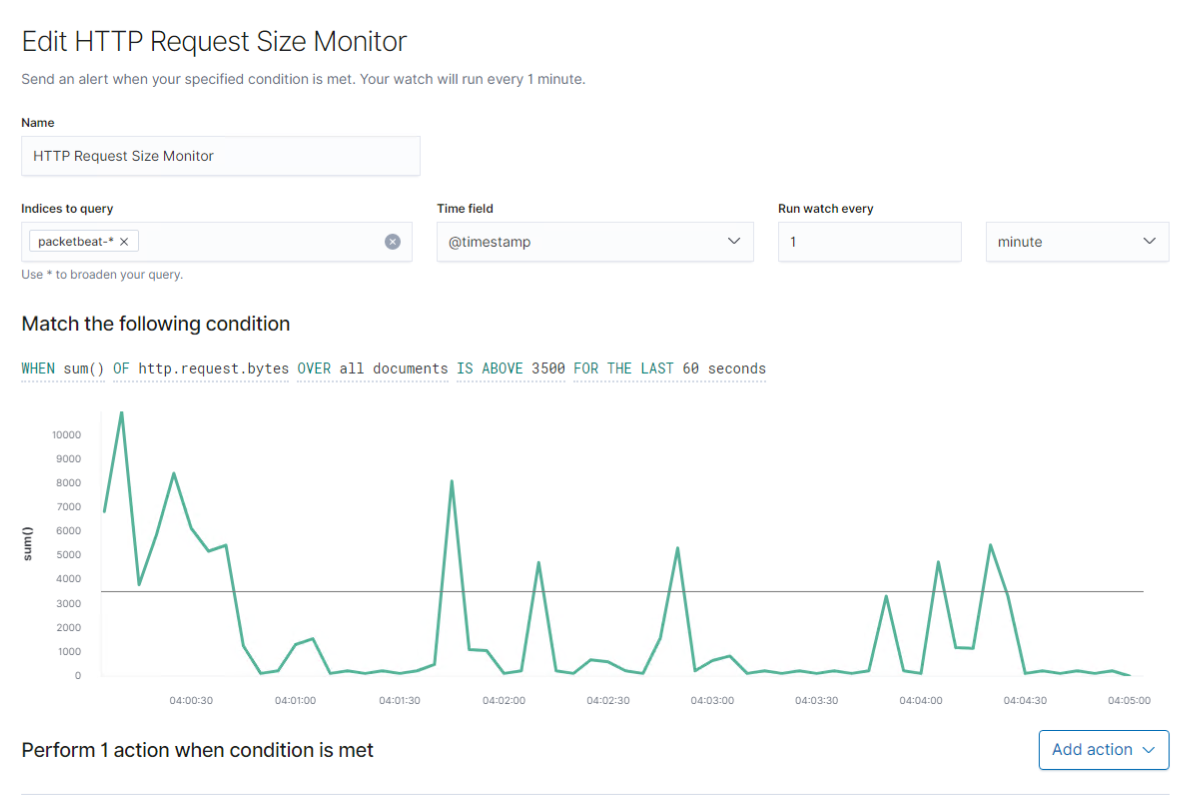 Edit HTTP Request Size Monitor
Send an alert when your specified condition is met. Your watch will run every 1 minute.
Name
HTTP Request Size Monitor
Indices to query
Time field
Run watch every
packetbeat-* ×
@timestamp
1
minute
Use * to broaden your query.
Match the following condition
WHEN sum() OF http.request.bytes OVER all documents IS ABOVE 3500 FOR THE LAST 60 seconds
10000
9000
8000
7000
6000
5000
4000
3000
2000
1000
0
sum()
04:00:30 04:01:00 04:01:30 04:02:00 04:02:30 04:03:00 04:03:30 04:04:00 04:04:30 04:05:00
Perform 1 action when condition is met
Add action